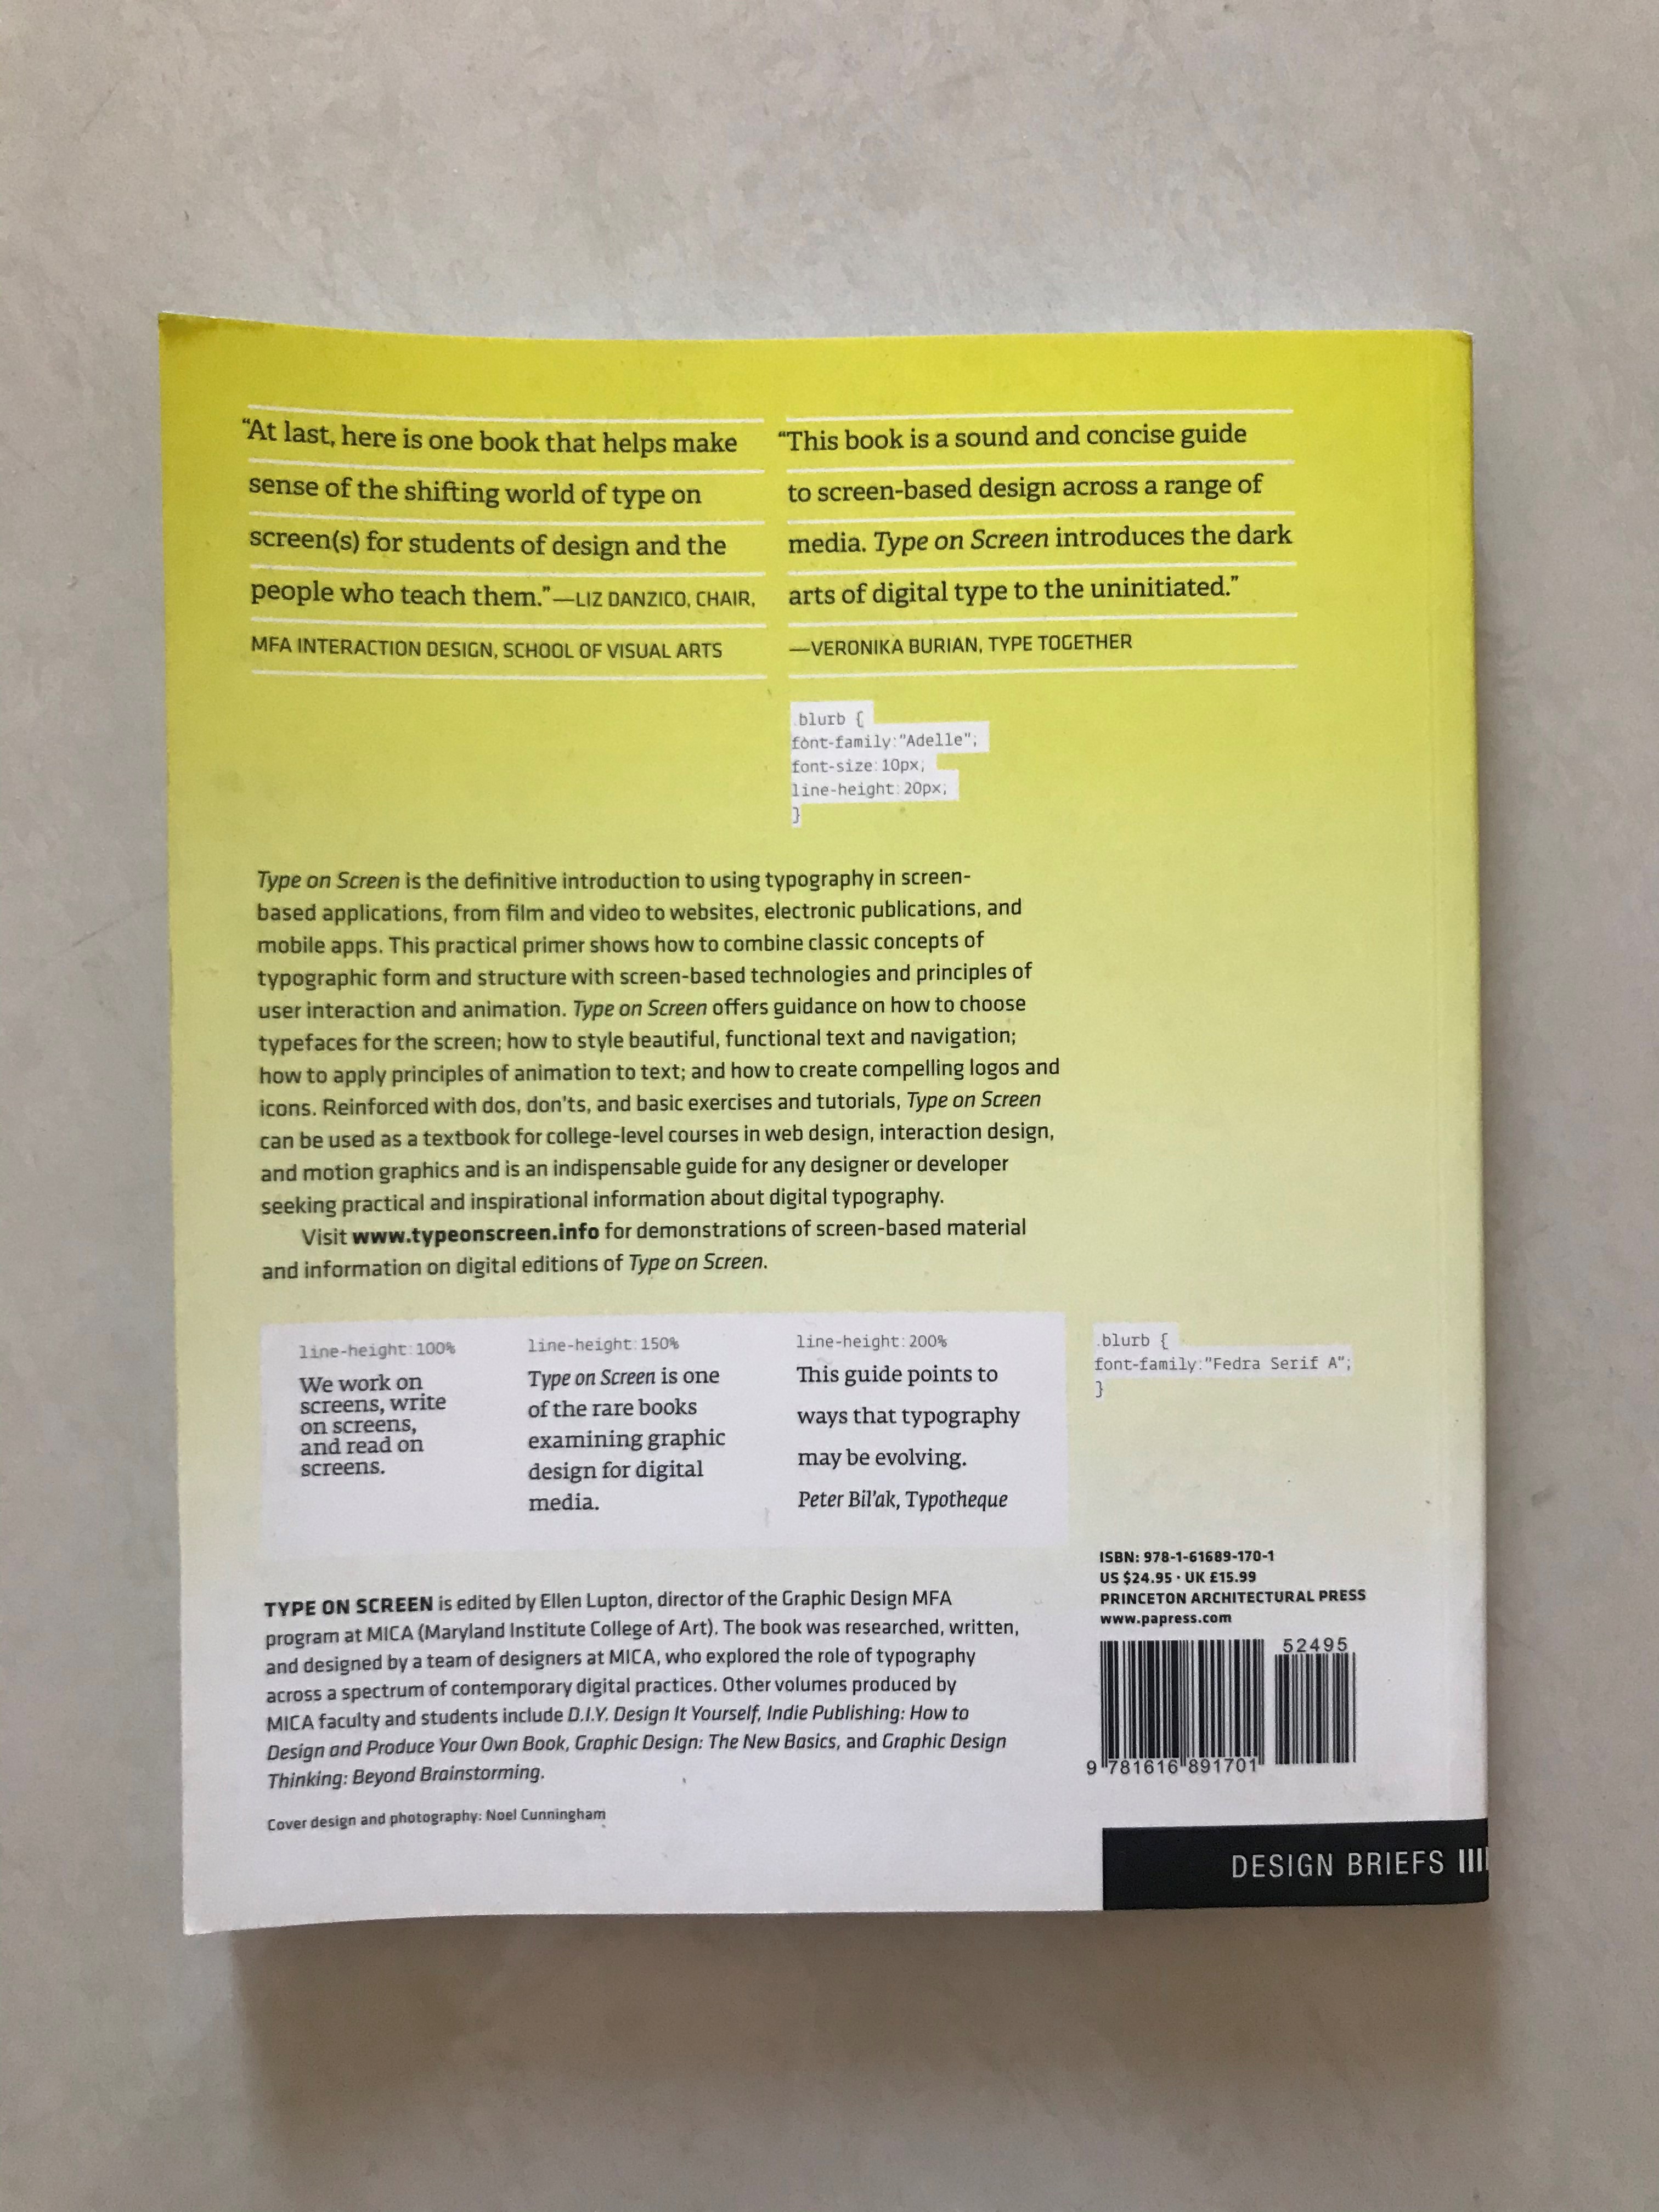 “At last, here is one book that helps make
sense of the shifting world of type on
screen(s) for students of design and the
people who teach them.”—LIZ DANZICO, CHAIR,
MFA INTERACTION DESIGN, SCHOOL OF VISUAL ARTS
“This book is a sound and concise guide
to screen-based design across a range of
media. Type on Screen introduces the dark
arts of digital type to the uninitiated.”
—VERONIKA BURIAN, TYPE TOGETHER
.blurb {
font-family:"Adelle";
font-size:10px;
line-height:20px;
}
Type on Screen is the definitive introduction to using typography in screen-
based applications, from film and video to websites, electronic publications, and
mobile apps. This practical primer shows how to combine classic concepts of
typographic form and structure with screen-based technologies and principles of
user interaction and animation. Type on Screen offers guidance on how to choose
typefaces for the screen; how to style beautiful, functional text and navigation;
how to apply principles of animation to text; and how to create compelling logos and
icons. Reinforced with dos, don'ts, and basic exercises and tutorials, Type on Screen
can be used as a textbook for college-level courses in web design, interaction design,
and motion graphics and is an indispensable guide for any designer or developer
seeking practical and inspirational information about digital typography.
Visit www.typeonscreen.info for demonstrations of screen-based material
and information on digital editions of Type on Screen.
line-height:100%
We work on
screens, write
on screens,
and read on
screens.
line-height:150%
Type on Screen is one
of the rare books
examining graphic
design for digital
media.
line-height:200%
This guide points to
ways that typography
may be evolving.
Peter Bil’ak, Typotheque
.blurb {
font-family:"Fedra Serif A";
}
TYPE ON SCREEN is edited by Ellen Lupton, director of the Graphic Design MFA
program at MICA (Maryland Institute College of Art). The book was researched, written,
and designed by a team of designers at MICA, who explored the role of typography
across a spectrum of contemporary digital practices. Other volumes produced by
MICA faculty and students include D.I.Y. Design It Yourself, Indie Publishing: How to
Design and Produce Your Own Book, Graphic Design: The New Basics, and Graphic Design
Thinking: Beyond Brainstorming.
Cover design and photography: Noel Cunningham
ISBN: 978-1-61689-170-1
US $24.95 · UK £15.99
PRINCETON ARCHITECTURAL PRESS
www.papress.com
52495
9 781616 891701
DESIGN BRIEFS